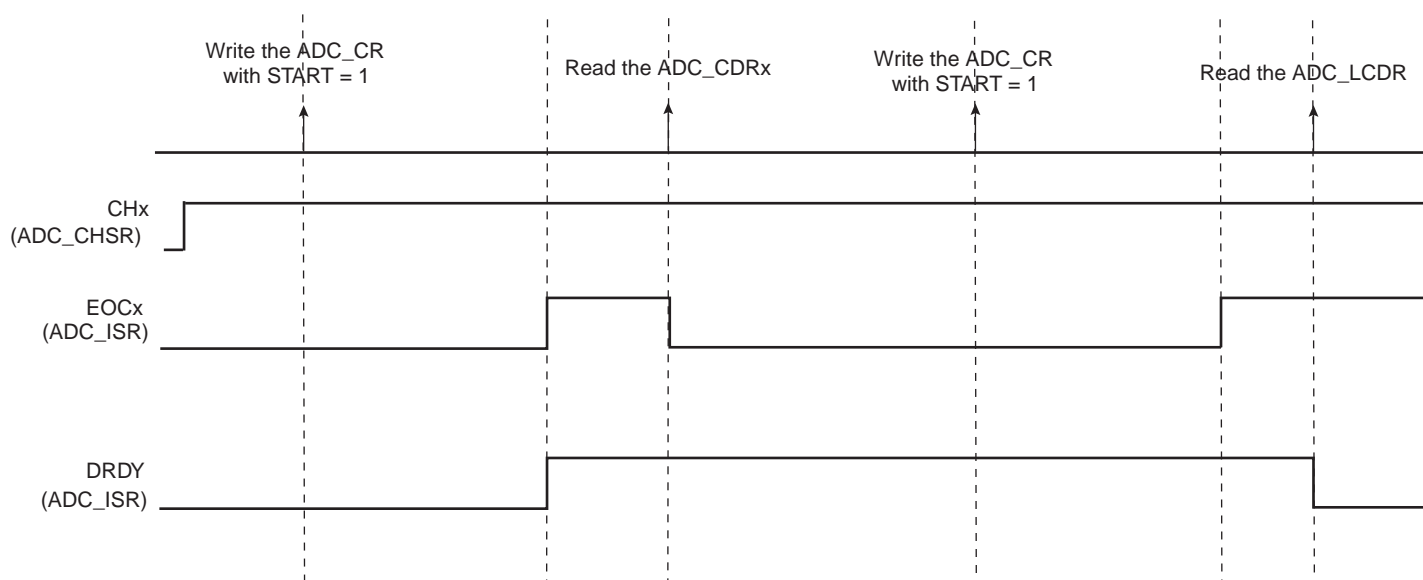 Write the ADC_CR
with START = 1
Read the ADC_CDRx
Write the ADC_CR
with START = 1
Read the ADC_LCDR
CHx
(ADC_CHSR)
EOCx
(ADC_ISR)
DRDY
(ADC_ISR)